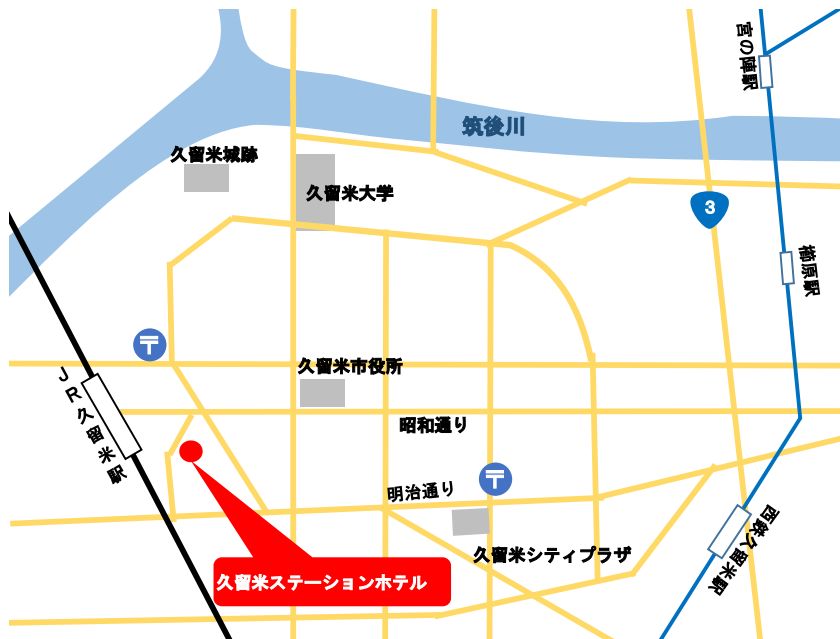 宮の陣駅
筑後川
久留米城跡
久留米大学
3
櫛原駅
〒
久留米市役所
JR久留米駅
昭和通り
〒
明治通り
久留米シティプラザ
西鉄久留米駅
久留米ステーションホテル